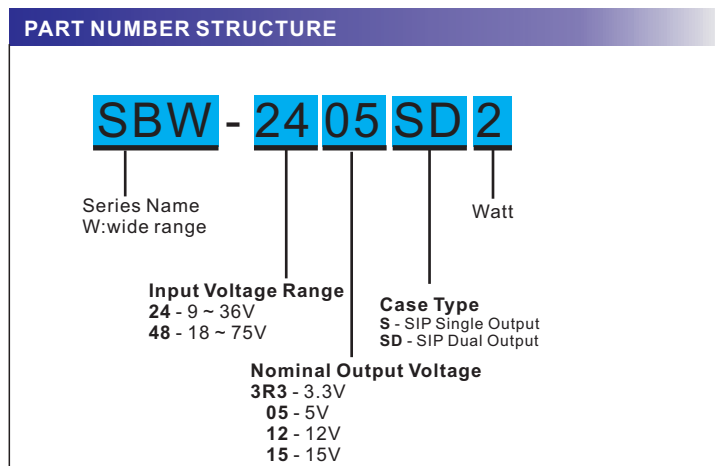 PART NUMBER STRUCTURE
SBW - 24 05 SD 2
Series Name
W:wide range
Watt
Input Voltage Range
24 - 9 ~ 36V
48 - 18 ~ 75V
Case Type
S - SIP Single Output
SD - SIP Dual Output
Nominal Output Voltage
3R3 - 3.3V
05 - 5V
12 - 12V
15 - 15V